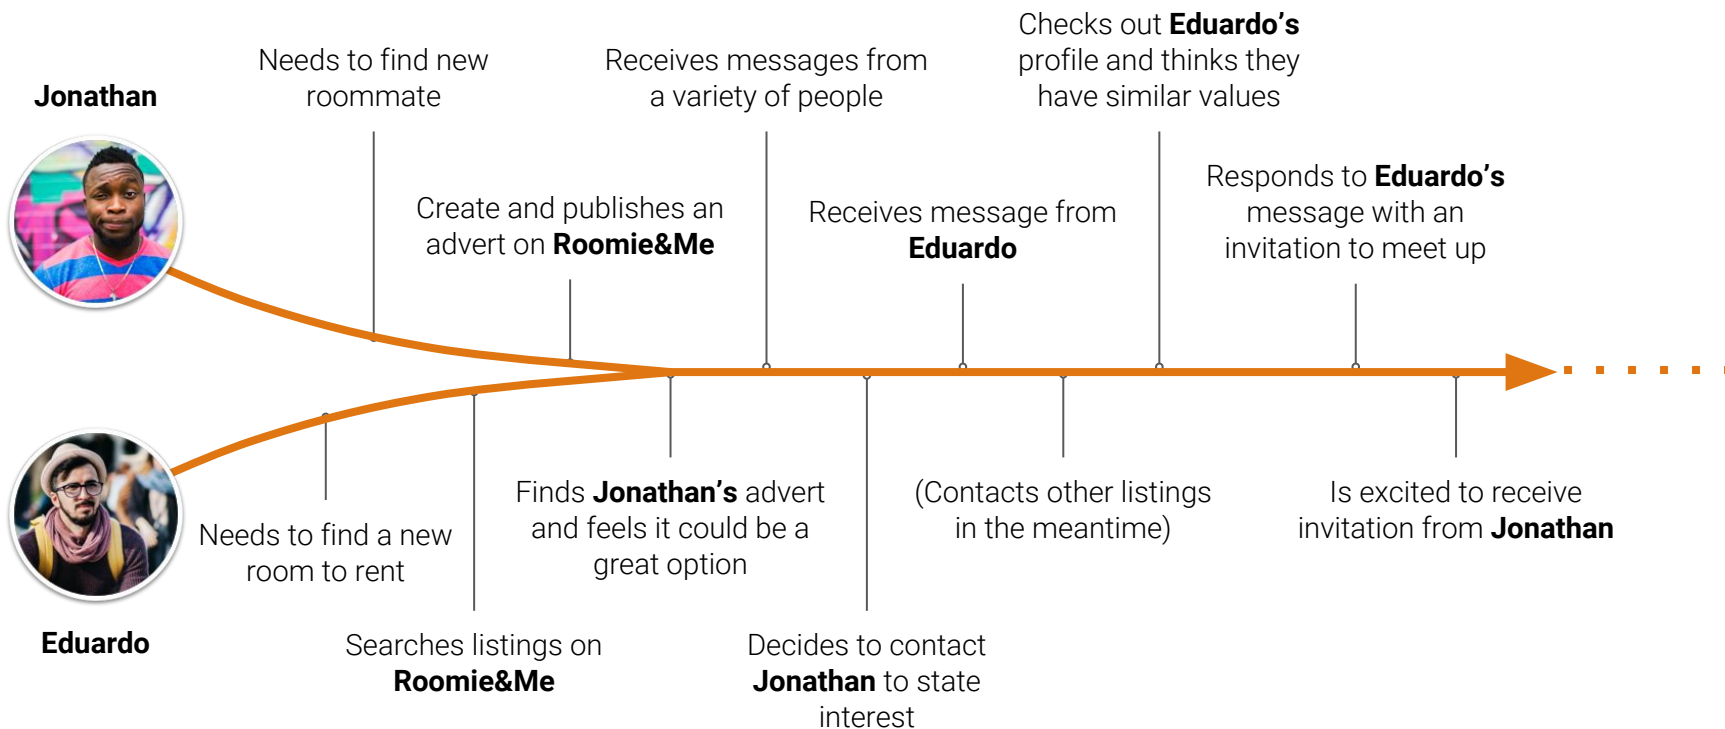 Jonathan
Needs to find new
roommate
Create and publishes an
advert on Roomie&Me
Receives messages from
a variety of people
Receives message from
Eduardo
Checks out Eduardo’s
profile and thinks they
have similar values
Responds to Eduardo’s
message with an
invitation to meet up
Eduardo
Needs to find a new
room to rent
Searches listings on
Roomie&Me
Finds Jonathan’s advert
and feels it could be a
great option
Decides to contact
Jonathan to state
interest
(Contacts other listings
in the meantime)
Is excited to receive
invitation from Jonathan